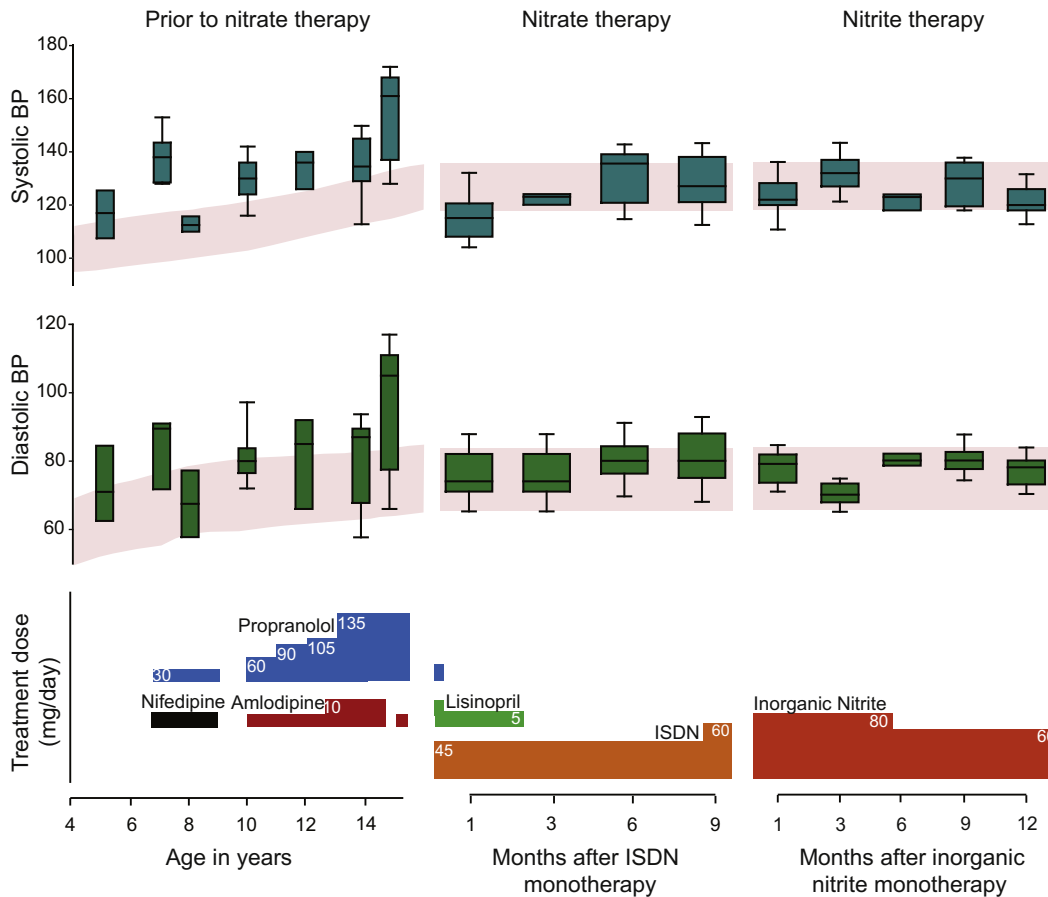 Prior to nitrate therapy
Nitrate therapy
Nitrite therapy
Systolic BP
180
160
140
120
100
Diastolic BP
120
100
80
60
Treatment dose
(mg/day)
Propranolol
30
60
90
105
135
Nifedipine
Amlodipine
10
Lisinopril
5
ISDN
45
60
Inorganic Nitrite
80
60
4
6
8
10
12
14
Age in years
1
3
6
9
Months after ISDN
monotherapy
1
3
6
9
12
Months after inorganic
nitrite monotherapy